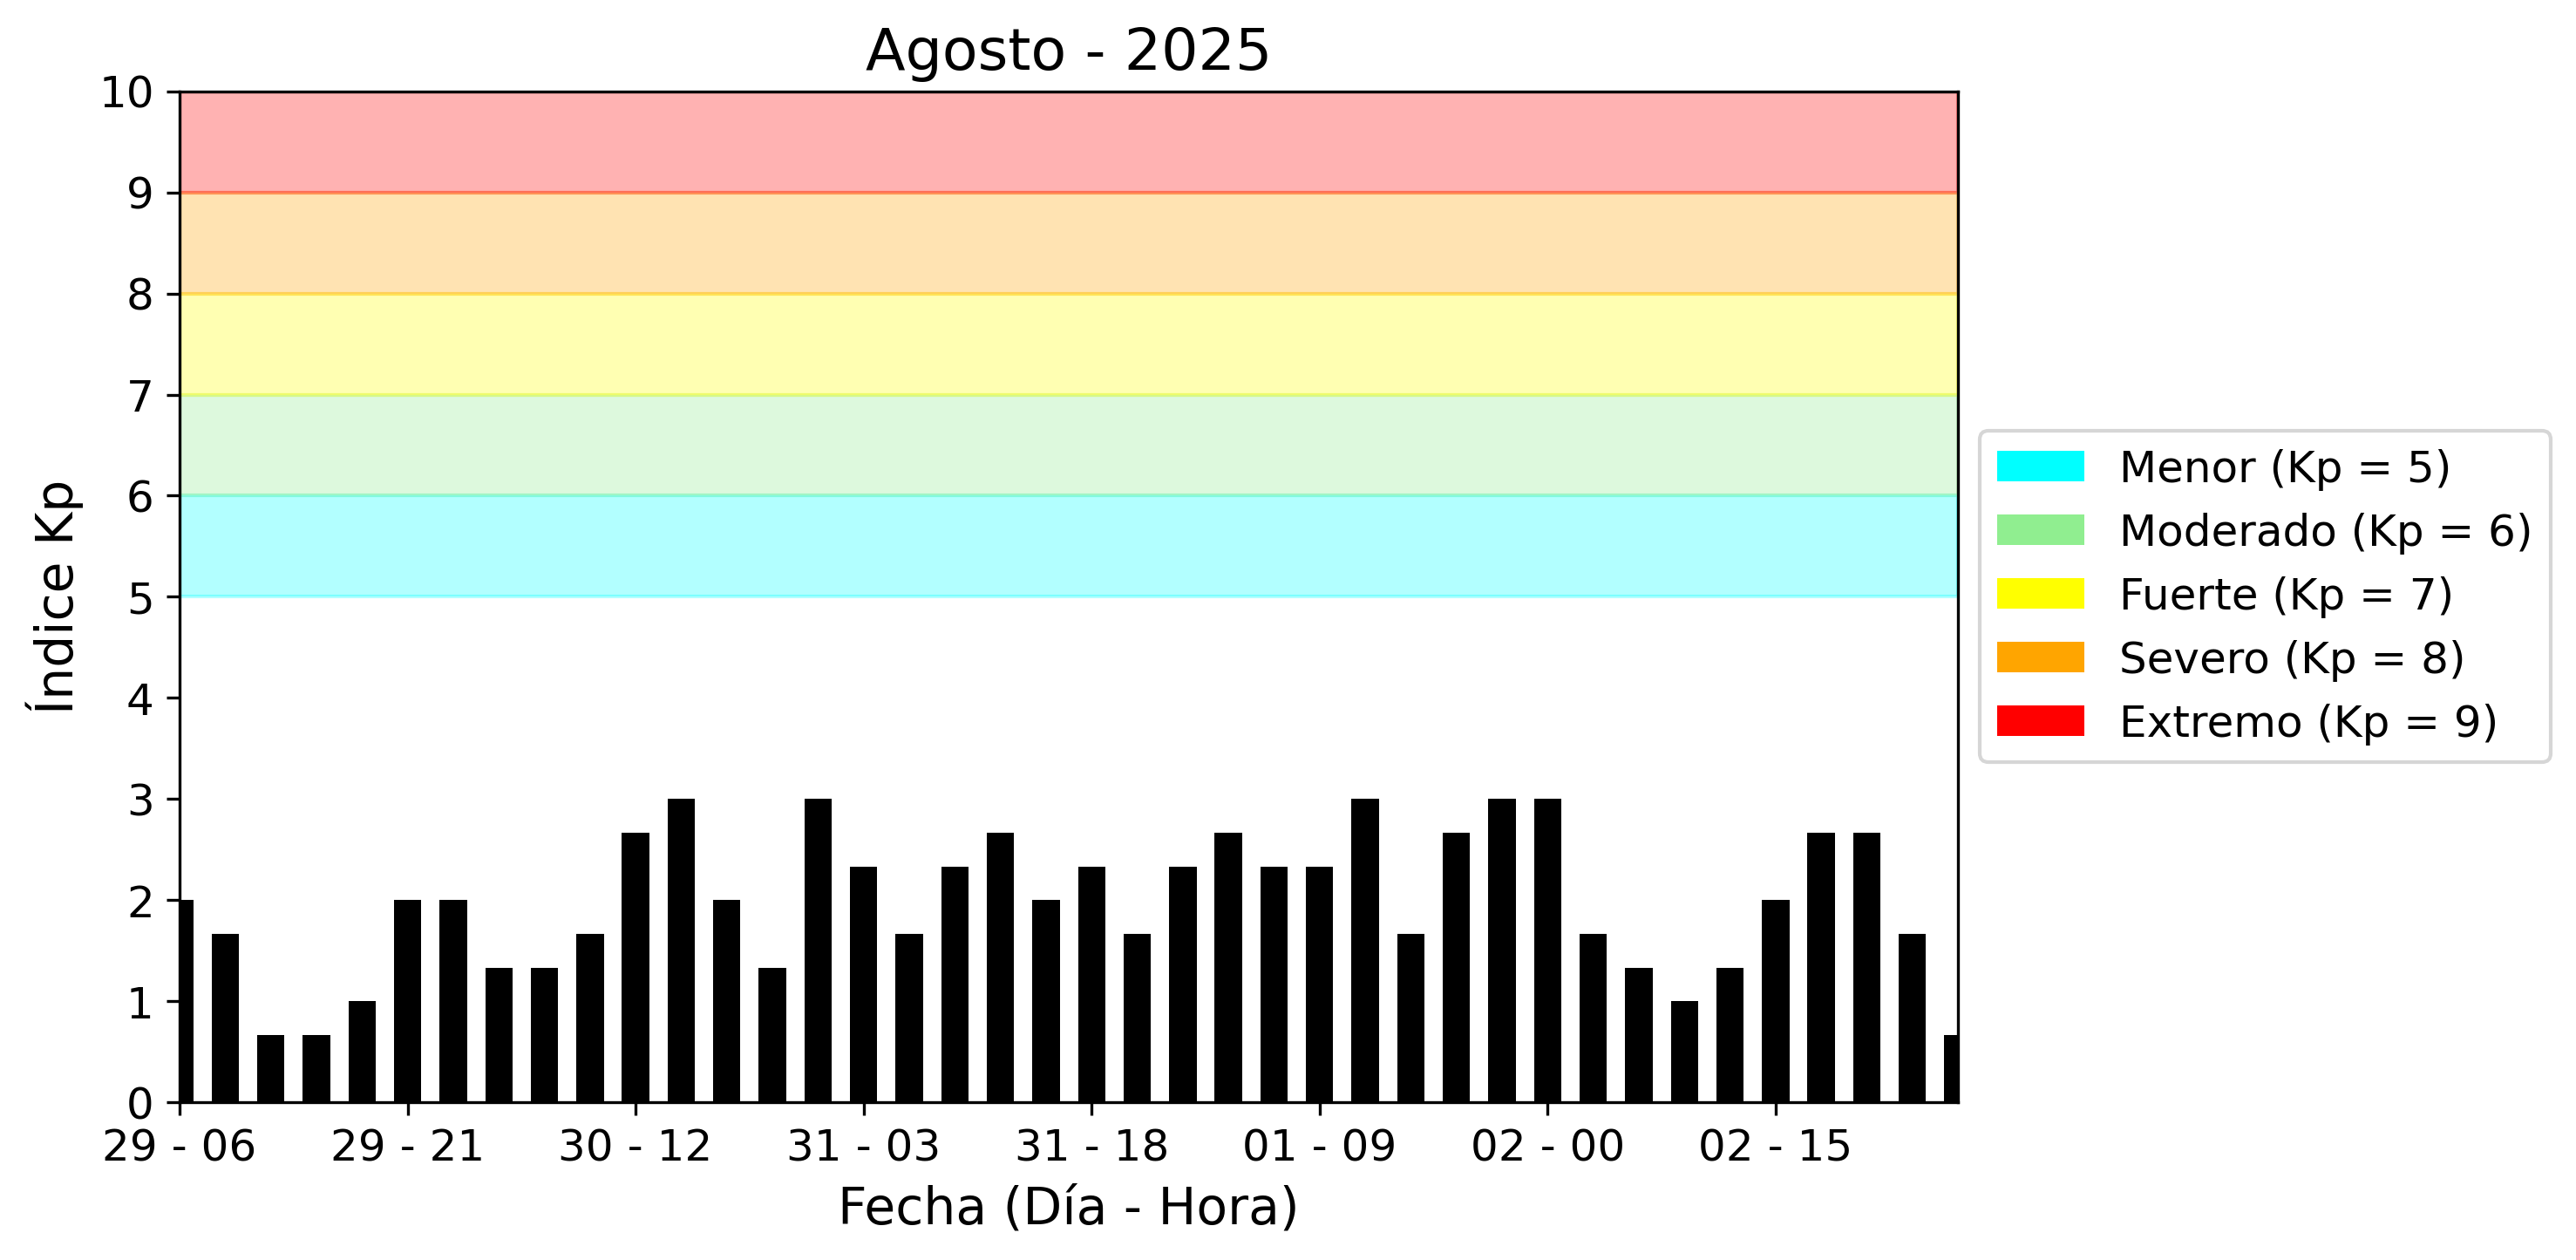 Agosto - 2025
10
9
8
7
6
5
4
3
2
1
0
Índice Kp
29 - 06
29 - 21
30 - 12
31 - 03
31 - 18
01 - 09
02 - 00
02 - 15
Fecha (Día - Hora)
Menor (Kp = 5)
Moderado (Kp = 6)
Fuerte (Kp = 7)
Severo (Kp = 8)
Extremo (Kp = 9)